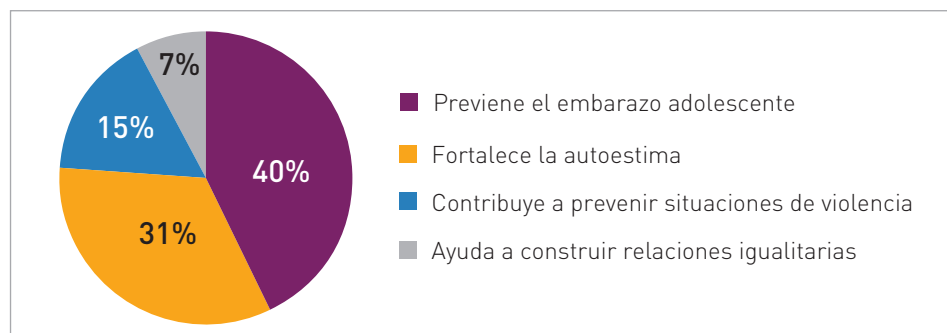 7%
15%
40%
31%
Previene el embarazo adolescente
Fortalece la autoestima
Contribuye a prevenir situaciones de violencia
Ayuda a construir relaciones igualitarias